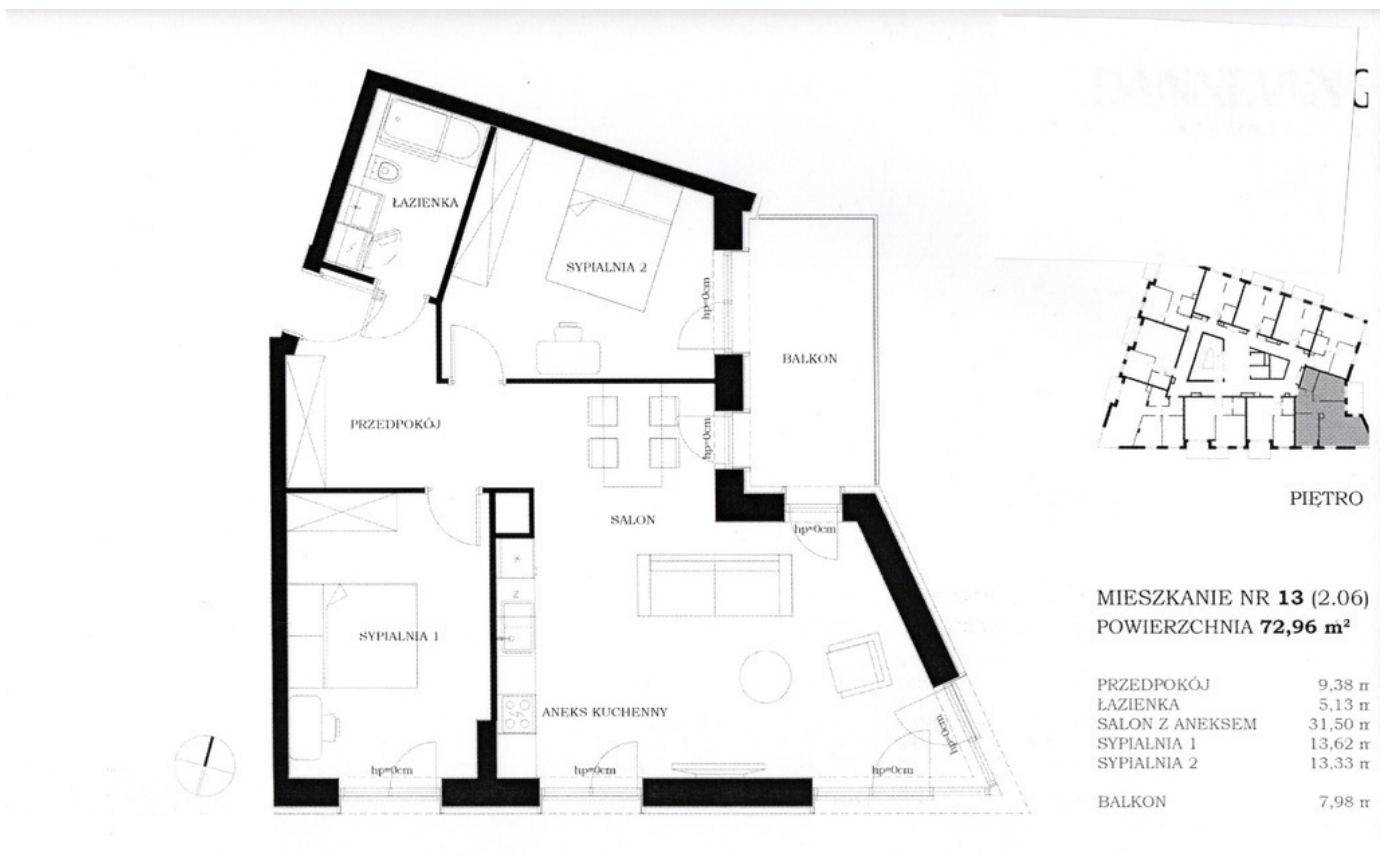 ŁAZIENKA
SYPIALNIA 2
hp=0cm
BALKON
PRZEDPOKÓJ
hp=0cm
SALON
hp=0cm
SYPIALNIA 1
ANEKS KUCHENNY
hp=0cm
hp=0cm
hp=0cm
hp=0cm
PIĘTRO
MIESZKANIE NR 13 (2.06)
POWIERZCHNIA 72,96 m²
PRZEDPOKÓJ 9,38 m
ŁAZIENKA 5,13 m
SALON Z ANEKSEM 31,50 m
SYPIALNIA 1 13,62 m
SYPIALNIA 2 13,33 m
BALKON 7,98 m